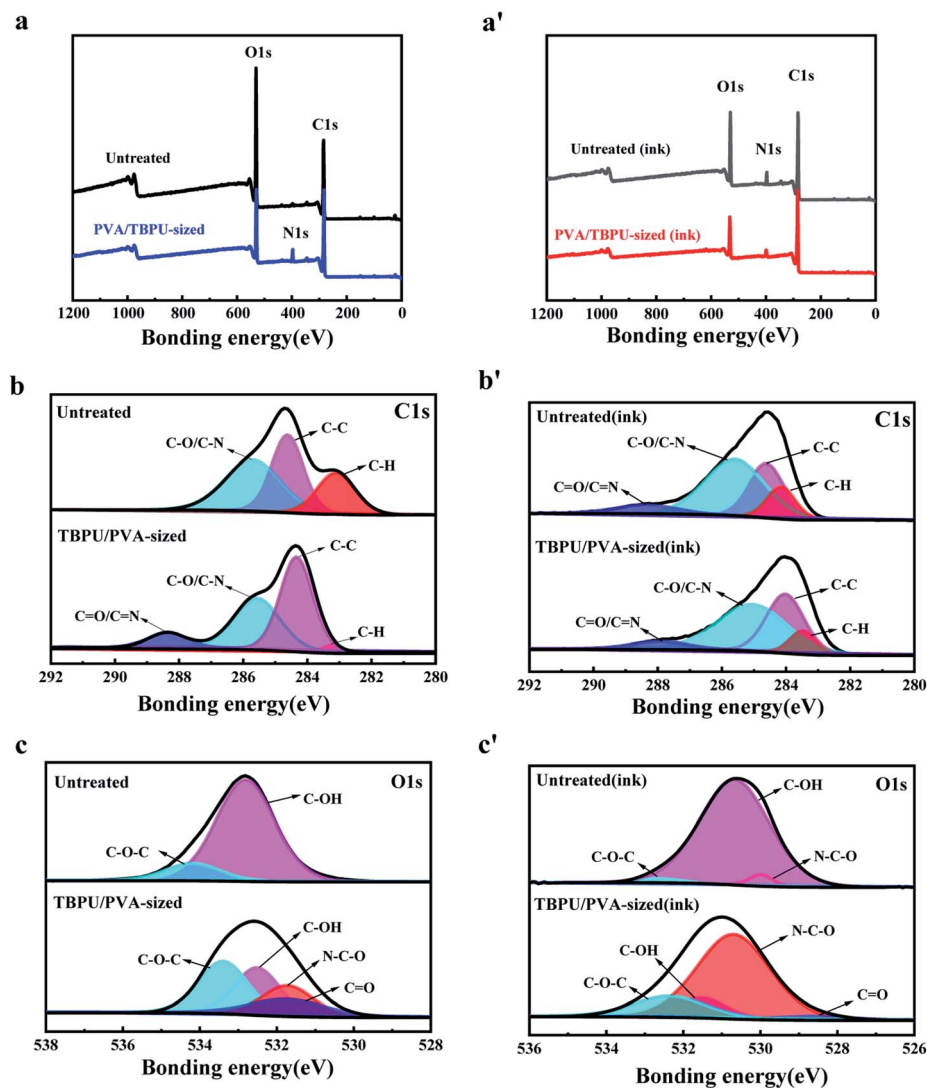 a
O1s
C1s
Untreated
N1s
PVA/TBPU-sized
1200 1000 800 600 400 200 0
Bonding energy(eV)
a'
O1s
C1s
N1s
Untreated (ink)
PVA/TBPU-sized (ink)
1200 1000 800 600 400 200 0
Bonding energy(eV)
b
Untreated
C1s
C-C
C-O/C-N
C-H
TBPU/PVA-sized
C-C
C-O/C-N
C=O/C=N
C-H
292 290 288 286 284 282 280
Bonding energy(eV)
b'
Untreated(ink)
C1s
C-O/C-N
C-C
C-H
C=O/C=N
TBPU/PVA-sized(ink)
C-O/C-N
C-C
C=O/C=N
C-H
292 290 288 286 284 282 280
Bonding energy(eV)
c
Untreated
O1s
C-OH
C-O-C
TBPU/PVA-sized
C-OH
C-O-C
N-C-O
C=O
538 536 534 532 530 528
Bonding energy(eV)
c'
Untreated(ink)
O1s
C-OH
C-O-C
N-C-O
TBPU/PVA-sized(ink)
N-C-O
C-OH
C-O-C
C=O
536 534 532 530 528 526
Bonding energy(eV)